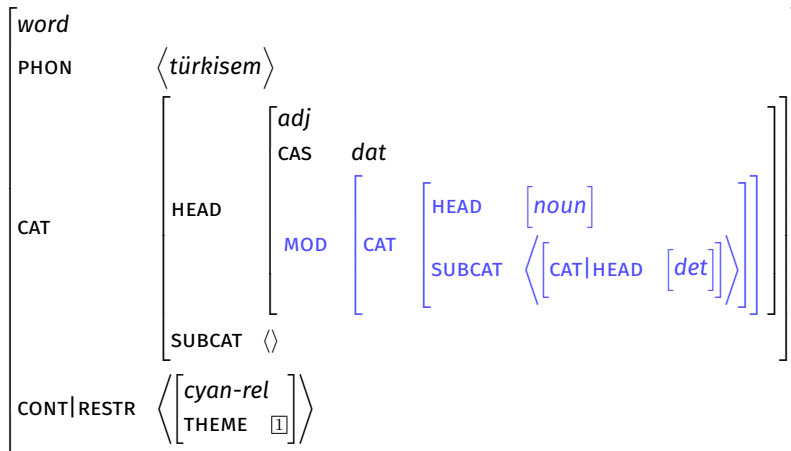 word
PHON ⟨türkisem⟩
adj
CAS dat
HEAD [noun]
HEAD
CAT
MOD [CAT
SUBCAT ⟨[CAT|HEAD [det]]⟩
SUBCAT ⟨⟩
cyan-rel
CONT|RESTR
THEME 1